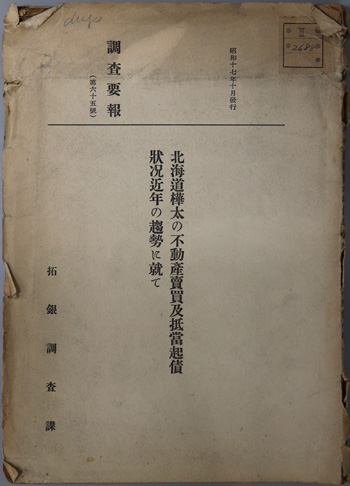 昭和十七年十月發行
調査要報
(第六十五號)
北海道樺太の不動產賣買及抵當起債
狀況近年の趨勢に就て
拓銀調査課